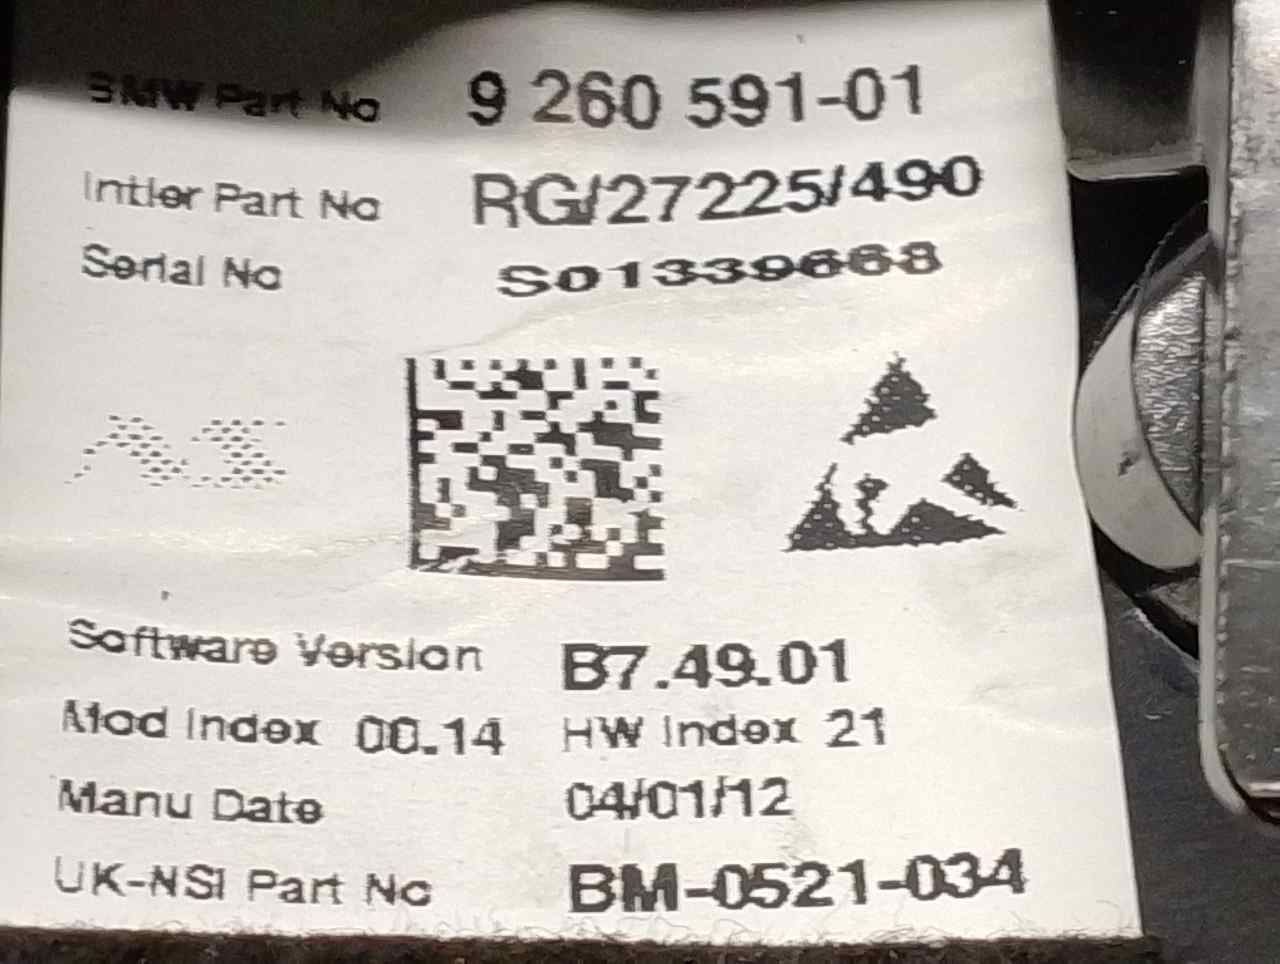 BMW Part No 9 260 591-01
Intier Part No RG/27225/490
Serial No S01339668
Software Version B7.49.01
Mod Index 00.14 HW Index 21
Manu Date 04/01/12
UK-NSI Part No BM-0521-034